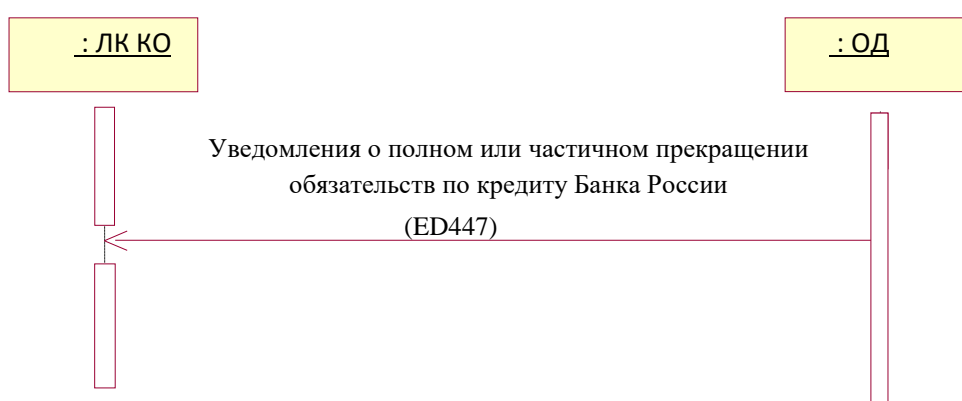 : ЛК КО
: ОД
Уведомления о полном или частичном прекращении
обязательств по кредиту Банка России
(ED447)